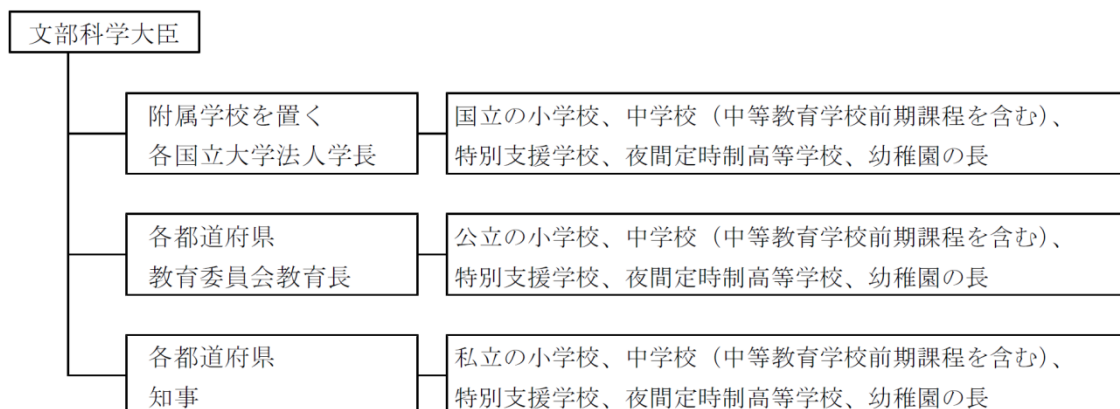 文部科学大臣
附属学校を置く
各国立大学法人学長
国立の小学校、中学校（中等教育学校前期課程を含む）、
特別支援学校、夜間定時制高等学校、幼稚園の長
各都道府県
教育委員会教育長
公立の小学校、中学校（中等教育学校前期課程を含む）、
特別支援学校、夜間定時制高等学校、幼稚園の長
各都道府県
知事
私立の小学校、中学校（中等教育学校前期課程を含む）、
特別支援学校、夜間定時制高等学校、幼稚園の長